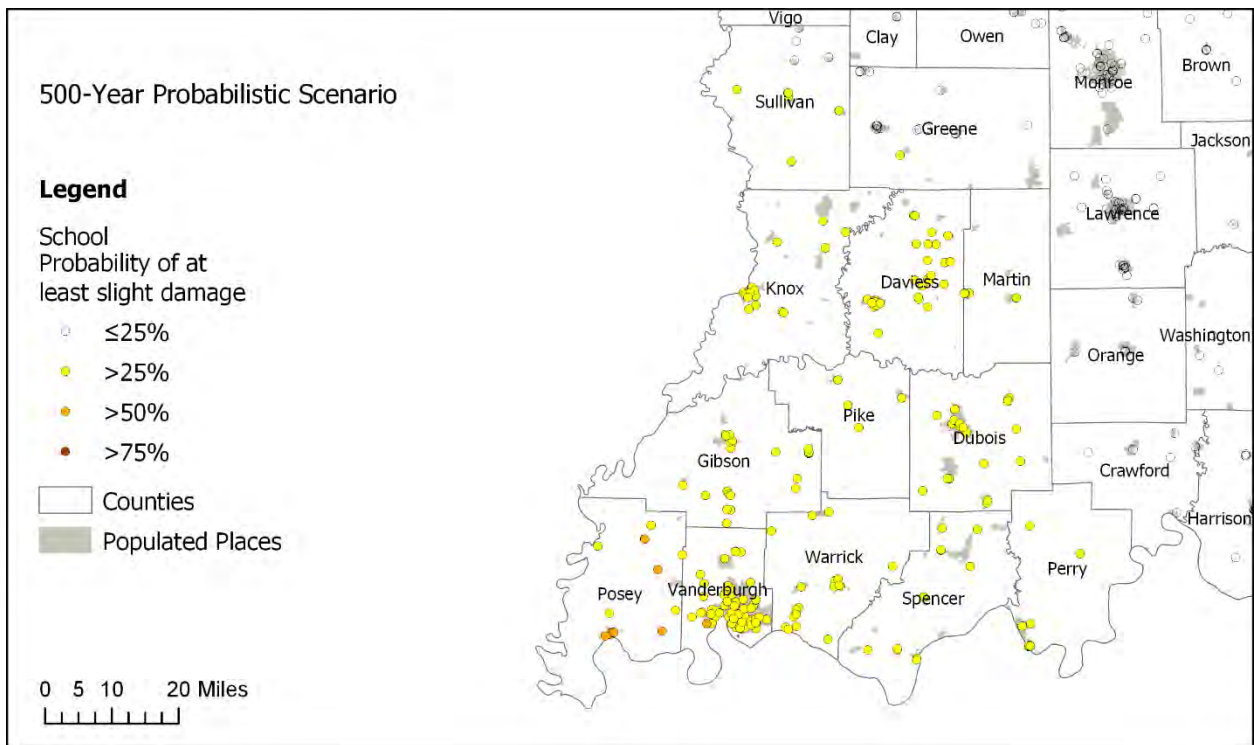 500-Year Probabilistic Scenario
Legend
School
Probability of at
least slight damage
≤25%
>25%
>50%
>75%
Counties
Populated Places
0 5 10 20 Miles
Vigo
Clay
Owen
Monroe
Brown
Sullivan
Greene
Jackson
Lawrence
Knox
Daviess
Martin
Washington
Orange
Pike
Dubois
Gibson
Crawford
Harrison
Warrick
Perry
Posey
Vanderburgh
Spencer